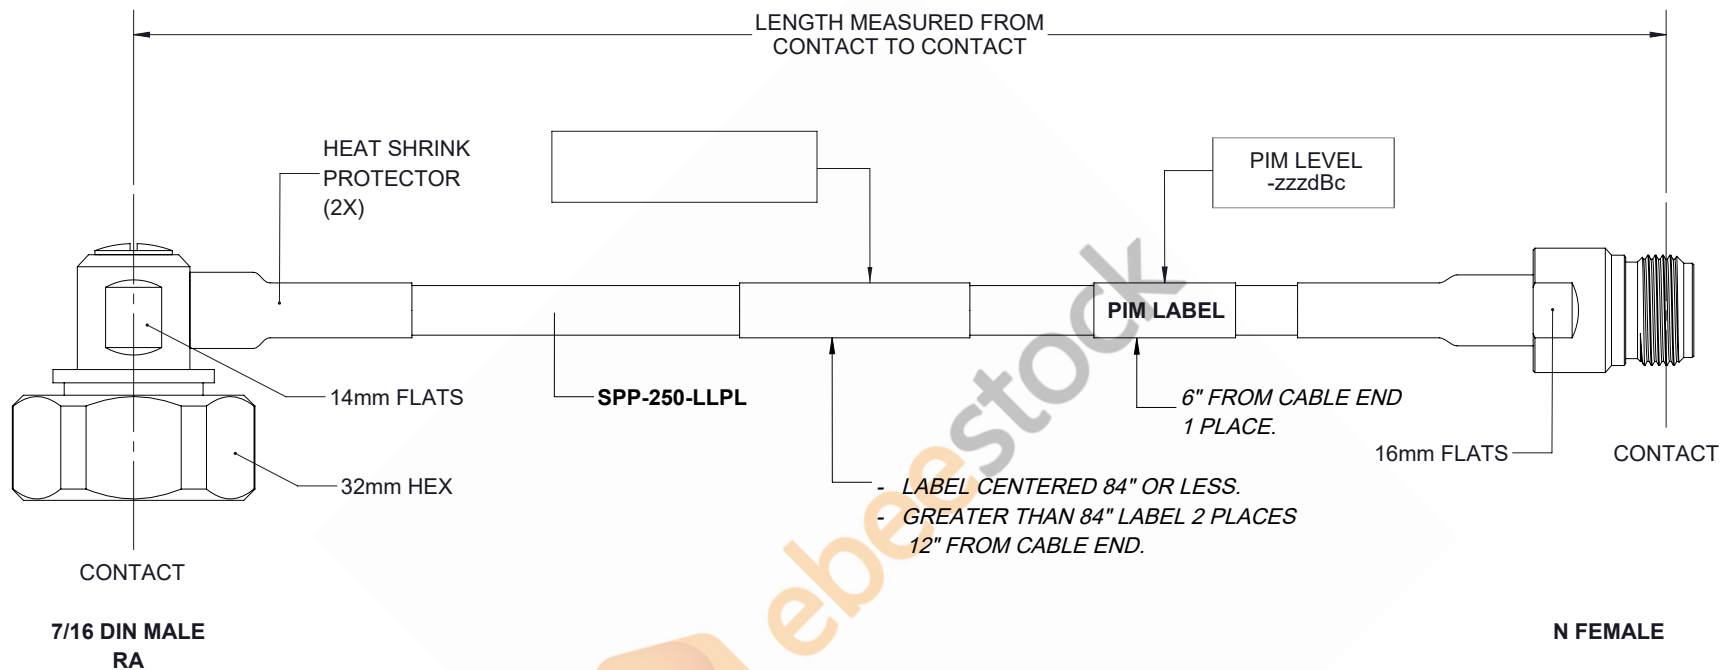 LENGTH MEASURED FROM
CONTACT TO CONTACT
HEAT SHRINK
PROTECTOR
(2X)
PIM LEVEL
-zzzdBc
PIM LABEL
14mm FLATS
SPP-250-LLPL
6" FROM CABLE END
1 PLACE.
16mm FLATS
CONTACT
32mm HEX
- LABEL CENTERED 84" OR LESS.
- GREATER THAN 84" LABEL 2 PLACES
12" FROM CABLE END.
CONTACT
7/16 DIN MALE
RA
N FEMALE
ebeestock